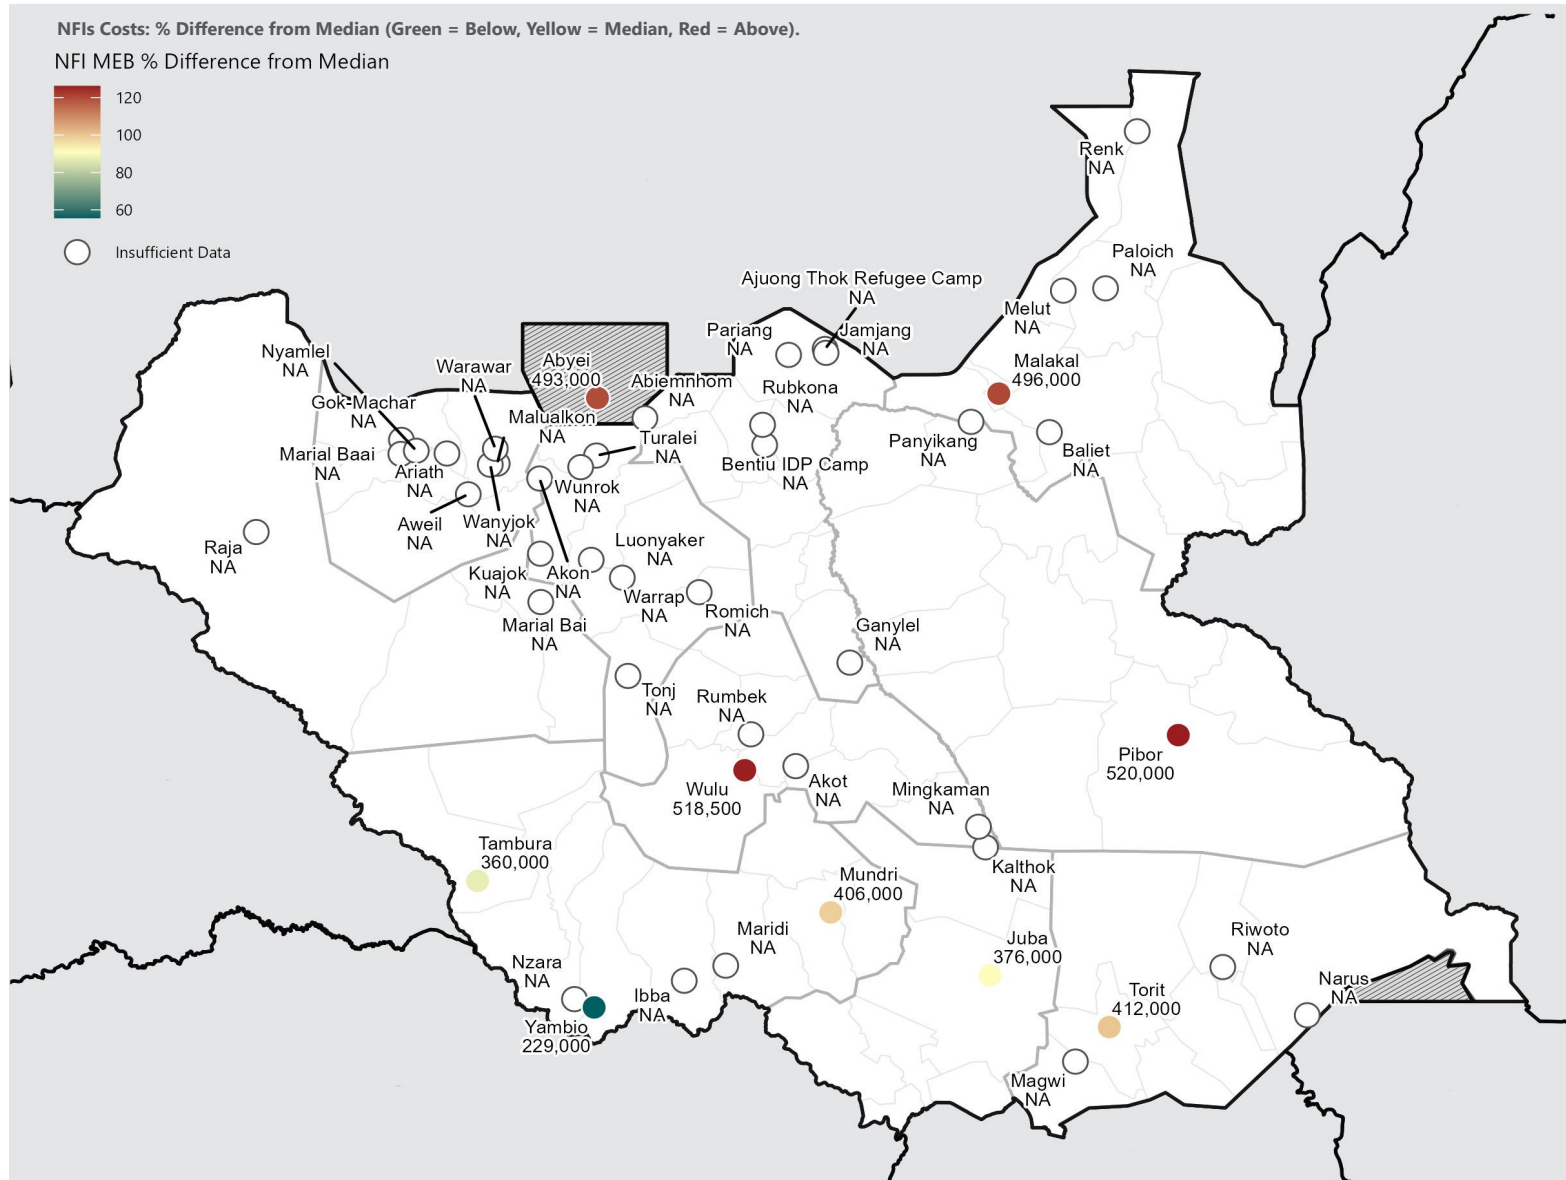 NFIs Costs: % Difference from Median (Green = Below, Yellow = Median, Red = Above).
NFI MEB % Difference from Median
120
100
80
60
Insufficient Data
Renk
NA
Paloich
NA
Ajuong Thok Refugee Camp
NA
Melut
NA
Pariang
NA
Jamjang
NA
Nyamlel
NA
Warawar
NA
Abyei
493,000
Malakal
496,000
Abiemnhom
NA
Rubkona
NA
Gok-Machar
NA
Malualkon
NA
Turalei
NA
Panyikang
NA
Baliet
NA
Marial Baai
NA
Ariath
NA
Bentiu IDP Camp
NA
Wunrok
NA
Aweil
NA
Wanyjok
NA
Raja
NA
Luonyaker
NA
Kuajok
NA
Akon
NA
Warrap
NA
Romich
NA
Marial Bai
NA
Ganylel
NA
Tonj
NA
Rumbek
NA
Pibor
520,000
Wulu
518,500
Akot
NA
Mingkaman
NA
Tambura
360,000
Kalthok
NA
Mundri
406,000
Maridi
NA
Juba
376,000
Riwoto
NA
Nzara
NA
Ibba
NA
Narus
NA
Torit
412,000
Yambio
229,000
Magwi
NA